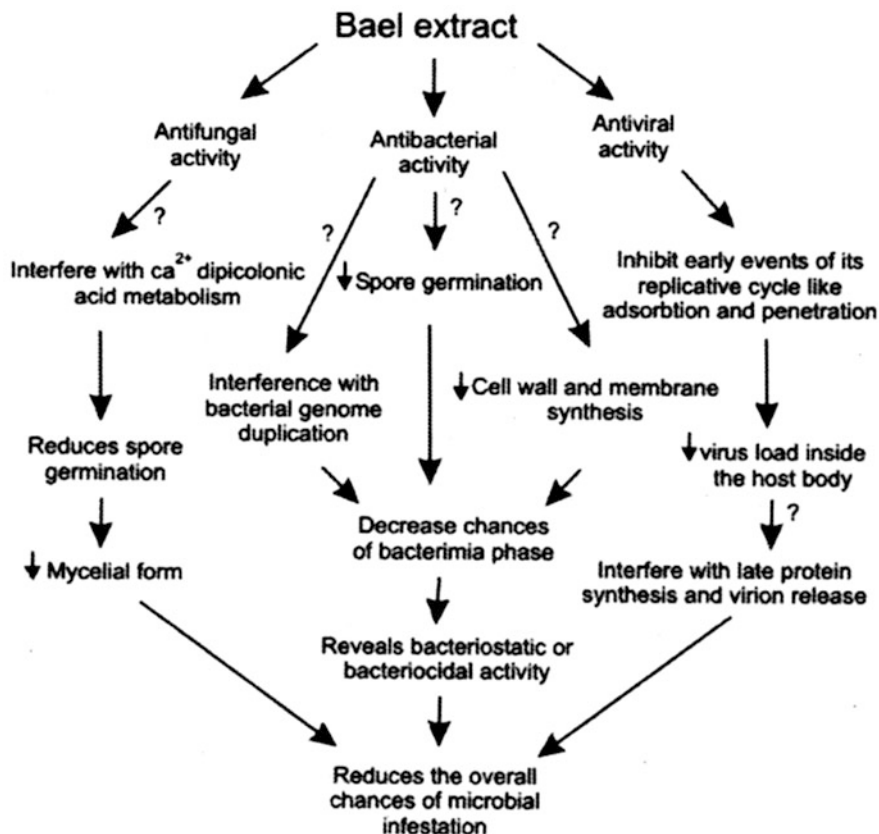 Bael extract
Antifungal
activity
Antibacterial
activity
Antiviral
activity
?
?
?
?
Interfere with ca²⁺ dipicolonic
acid metabolism
↓ Spore germination
Inhibit early events of its
replicative cycle like
adsorbtion and penetration
Interference with
bacterial genome
duplication
↓ Cell wall and membrane
synthesis
Reduces spore
germination
↓ virus load inside
the host body
?
Decrease chances
of bacterimia phase
↓ Mycelial form
Interfere with late protein
synthesis and virion release
Reveals bacteriostatic or
bacteriocidal activity
Reduces the overall
chances of microbial
infestation